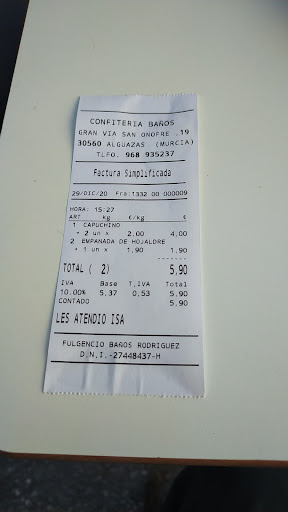 CONFITERIA BAÑOS
GRAN VIA SAN ONOFRE ,19
30560 ALGUAZAS (MURCIA)
TLFO. 968 935237
Factura Simplificada
29/DIC/20 Fra:1332 00 000009
HORA: 15:27
ART kg €/kg €
1 CAPUCHINO
+ 2 un x 2,00 4,00
2 EMPANADA DE HOJALDRE
+ 1 un x 1,90 1,90
TOTAL ( 2) 5,90
IVA Base T.IVA Total
10.00% 5,37 0,53 5,90
CONTADO 5,90
LES ATENDIO ISA
FULGENCIO BAÑOS RODRIGUEZ
D.N.I.-27448437-H